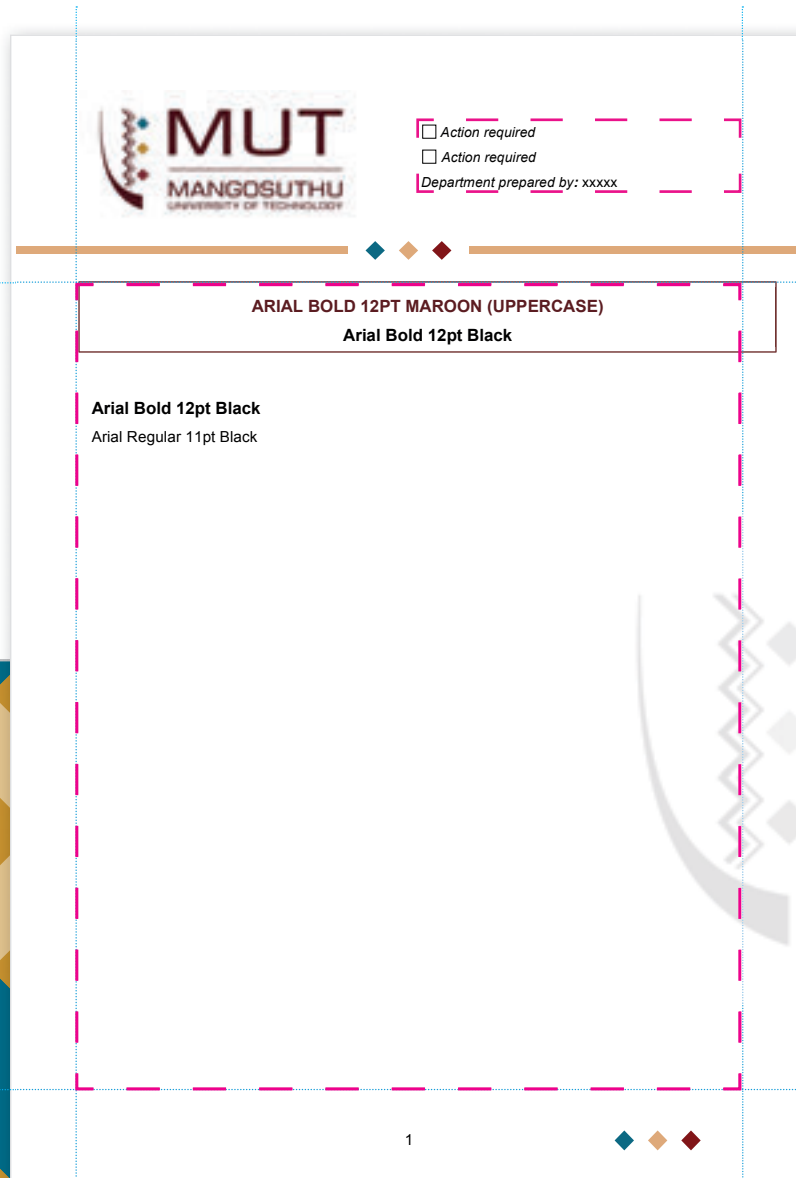 MUT
MANGOSUTHU
UNIVERSITY OF TECHNOLOGY
Action required
Action required
Department prepared by: xxxxx
ARIAL BOLD 12PT MAROON (UPPERCASE)
Arial Bold 12pt Black
Arial Bold 12pt Black
Arial Regular 11pt Black
1